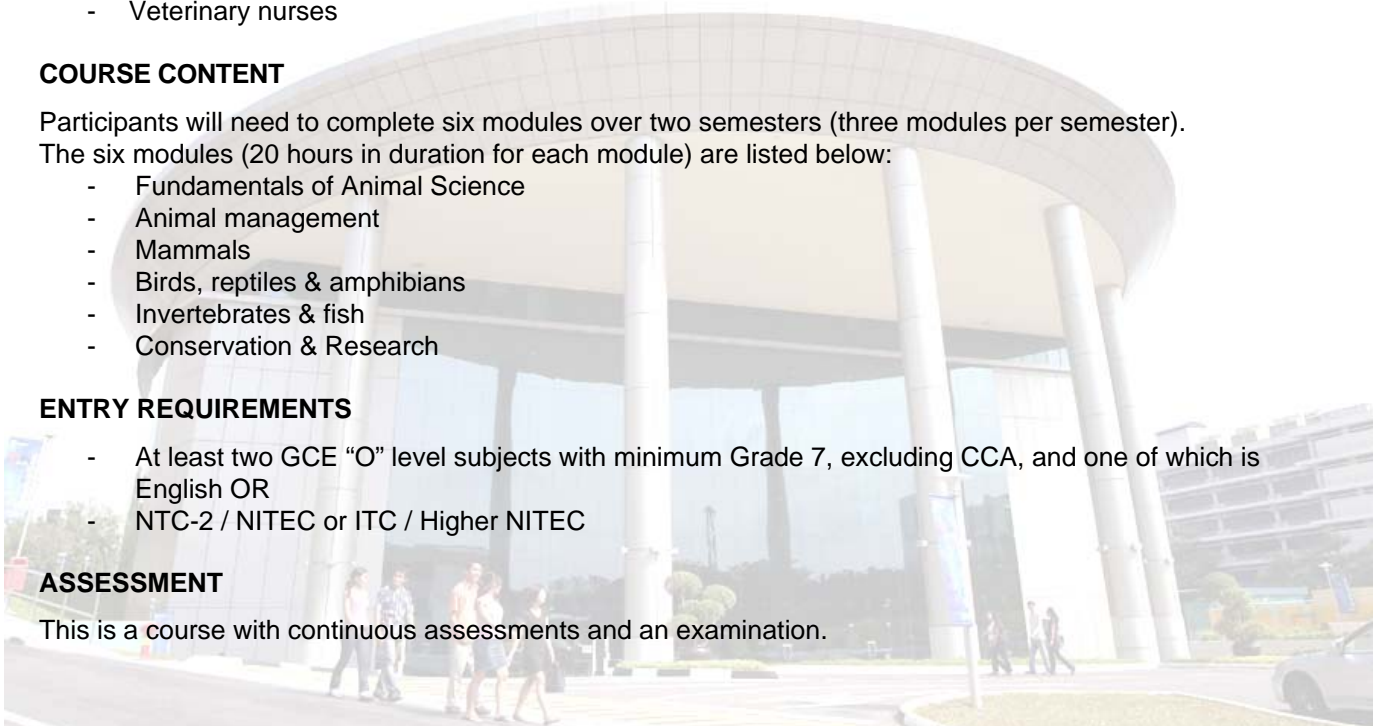 - Veterinary nurses
COURSE CONTENT
Participants will need to complete six modules over two semesters (three modules per semester).
The six modules (20 hours in duration for each module) are listed below:
- Fundamentals of Animal Science
- Animal management
- Mammals
- Birds, reptiles & amphibians
- Invertebrates & fish
- Conservation & Research
ENTRY REQUIREMENTS
- At least two GCE “O” level subjects with minimum Grade 7, excluding CCA, and one of which is
English OR
- NTC-2 / NITEC or ITC / Higher NITEC
ASSESSMENT
This is a course with continuous assessments and an examination.